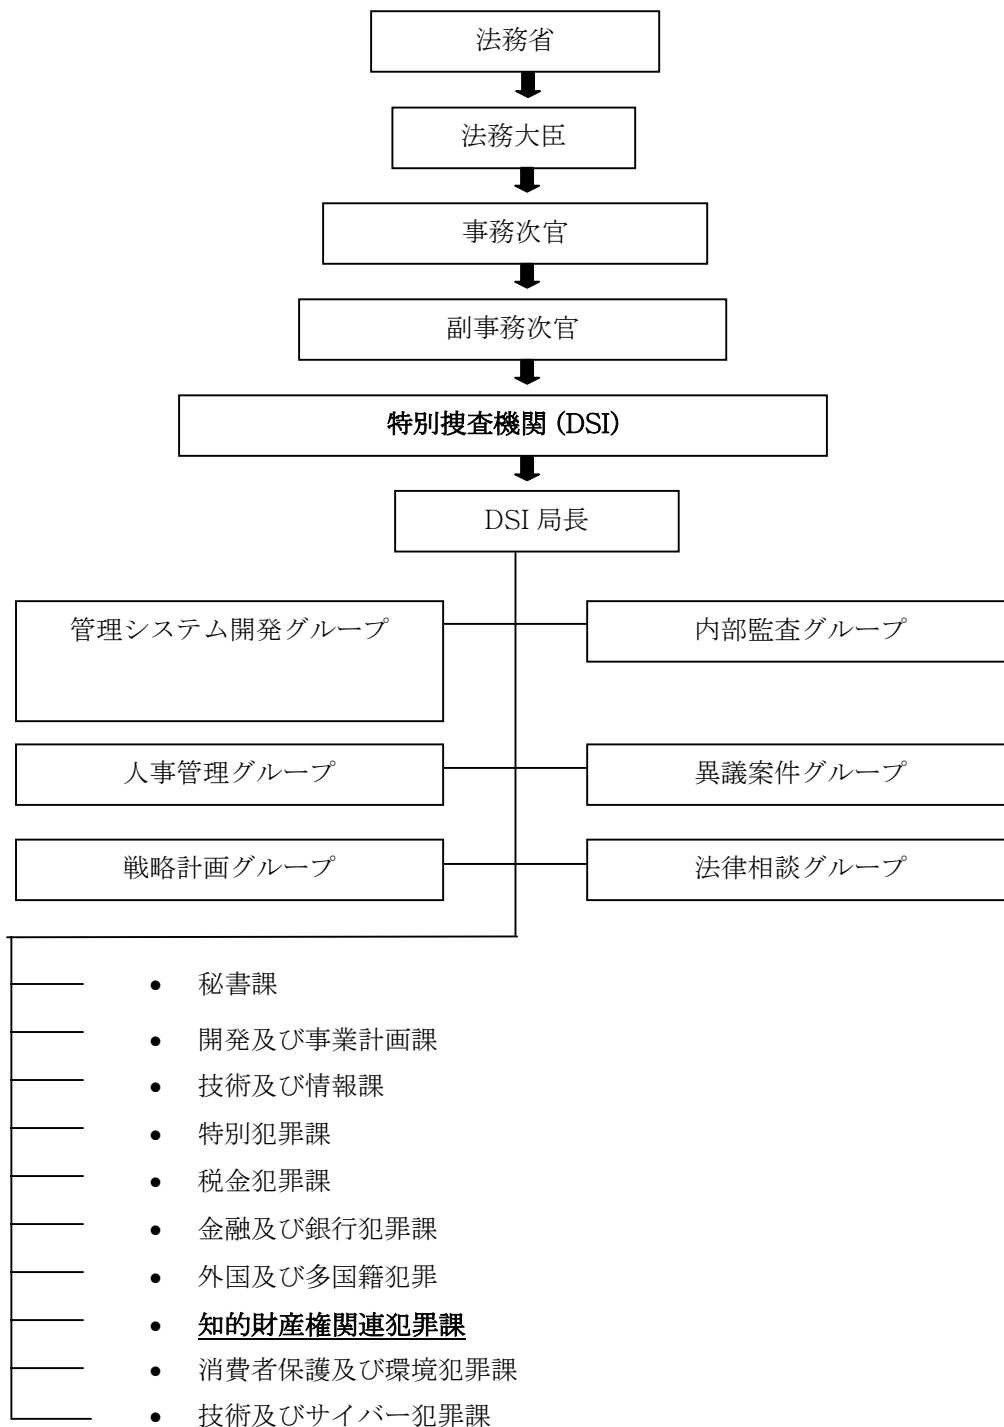 法務省
法務大臣
事務次官
副事務次官
特別捜査機関 (DSI)
DSI 局長
管理システム開発グループ
内部監査グループ
人事管理グループ
異議案件グループ
戦略計画グループ
法律相談グループ
• 秘書課
• 開発及び事業計画課
• 技術及び情報課
• 特別犯罪課
• 税金犯罪課
• 金融及び銀行犯罪課
• 外国及び多国籍犯罪
• 知的財産権関連犯罪課
• 消費者保護及び環境犯罪課
• 技術及びサイバー犯罪課